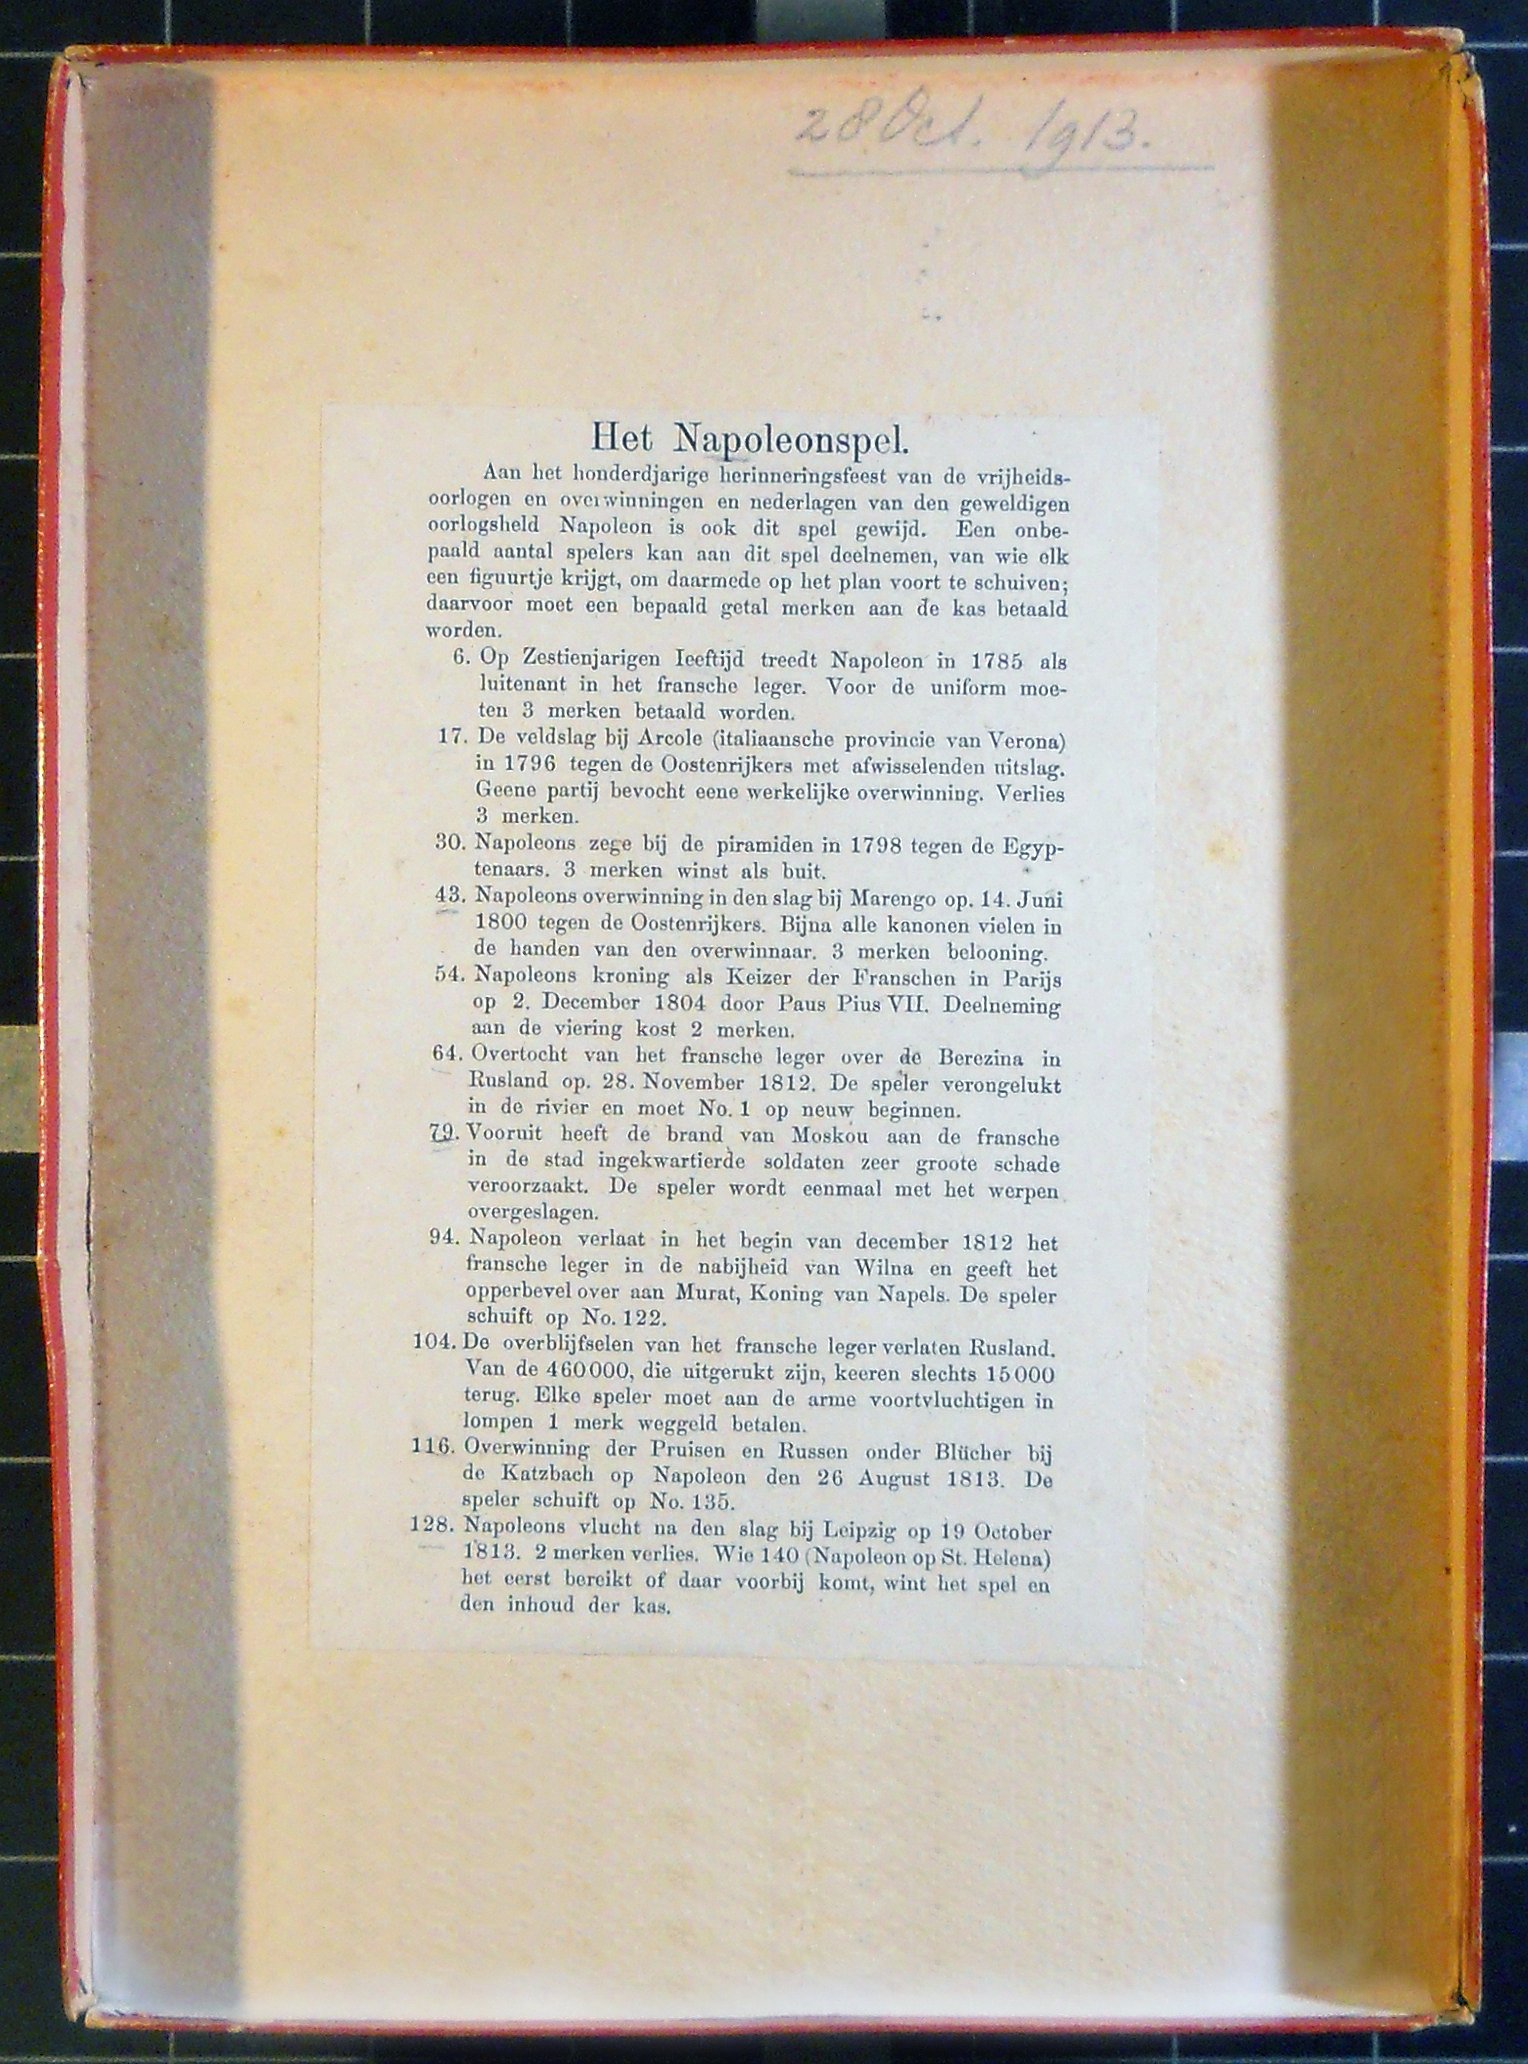 28 Oct. 1913.
Het Napoleonspel.
Aan het honderdjarige herinneringsfeest van de vrijheids-
oorlogen en overwinningen en nederlagen van den geweldigen
oorlogsheld Napoleon is ook dit spel gewijd. Een onbe-
paald aantal spelers kan aan dit spel deelnemen, van wie elk
een figuurtje krijgt, om daarmede op het plan voort te schuiven;
daarvoor moet een bepaald getal merken aan de kas betaald
worden.
6. Op Zestienjarigen leeftijd treedt Napoleon in 1785 als
luitenant in het fransche leger. Voor de uniform moe-
ten 3 merken betaald worden.
17. De veldslag bij Arcole (italiaansche provincie van Verona)
in 1796 tegen de Oostenrijkers met afwisselenden uitslag.
Geene partij bevocht eene werkelijke overwinning. Verlies
3 merken.
30. Napoleons zege bij de piramiden in 1798 tegen de Egyp-
tenaars. 3 merken winst als buit.
43. Napoleons overwinning in den slag bij Marengo op. 14. Juni
1800 tegen de Oostenrijkers. Bijna alle kanonen vielen in
de handen van den overwinnaar. 3 merken belooning.
54. Napoleons kroning als Keizer der Franschen in Parijs
op 2. December 1804 door Paus Pius VII. Deelneming
aan de viering kost 2 merken.
64. Overtocht van het fransche leger over de Berezina in
Rusland op. 28. November 1812. De speler verongelukt
in de rivier en moet No. 1 op neuw beginnen.
79. Vooruit heeft de brand van Moskou aan de fransche
in de stad ingekwartierde soldaten zeer groote schade
veroorzaakt. De speler wordt eenmaal met het werpen
overgeslagen.
94. Napoleon verlaat in het begin van december 1812 het
fransche leger in de nabijheid van Wilna en geeft het
opperbevel over aan Murat, Koning van Napels. De speler
schuift op No. 122.
104. De overblijfselen van het fransche leger verlaten Rusland.
Van de 460000, die uitgerukt zijn, keeren slechts 15000
terug. Elke speler moet aan de arme voortvluchtigen in
lompen 1 merk weggeld betalen.
116. Overwinning der Pruisen en Russen onder Blücher bij
de Katzbach op Napoleon den 26 August 1813. De
speler schuift op No. 135.
128. Napoleons vlucht na den slag bij Leipzig op 19 October
1813. 2 merken verlies. Wie 140 (Napoleon op St. Helena)
het eerst bereikt of daar voorbij komt, wint het spel en
den inhoud der kas.